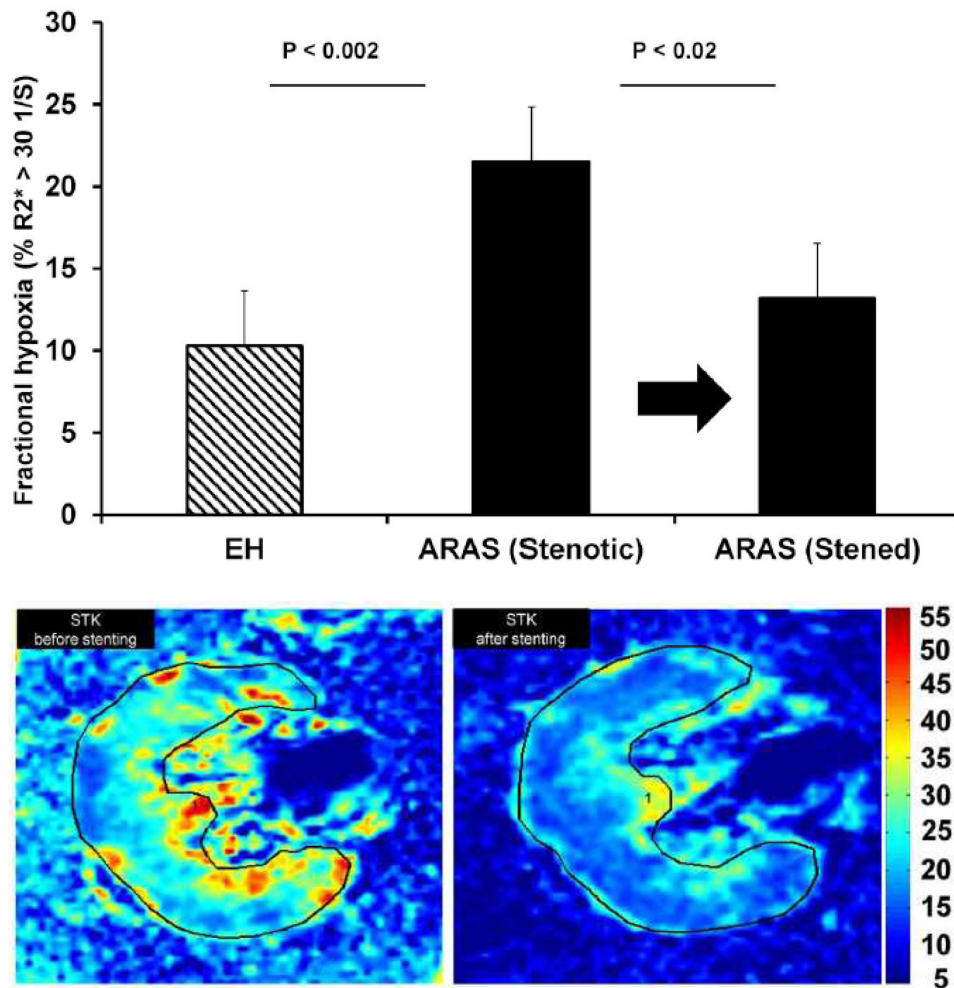 Fractional hypoxia (% R2* > 30 1/S)
30
25
20
15
10
5
0
P < 0.002
P < 0.02
EH
ARAS (Stenotic)
ARAS (Stened)
STK
before stenting
STK
after stenting
1
55
50
45
40
35
30
25
20
15
10
5